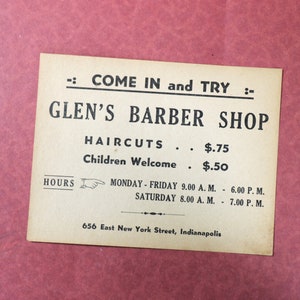 -: COME IN and TRY :-
GLEN'S BARBER SHOP
HAIRCUTS . . $.75
Children Welcome . $.50
HOURS MONDAY - FRIDAY 9.00 A. M. - 6.00 P. M.
SATURDAY 8.00 A. M. - 7.00 P. M.
656 East New York Street, Indianapolis